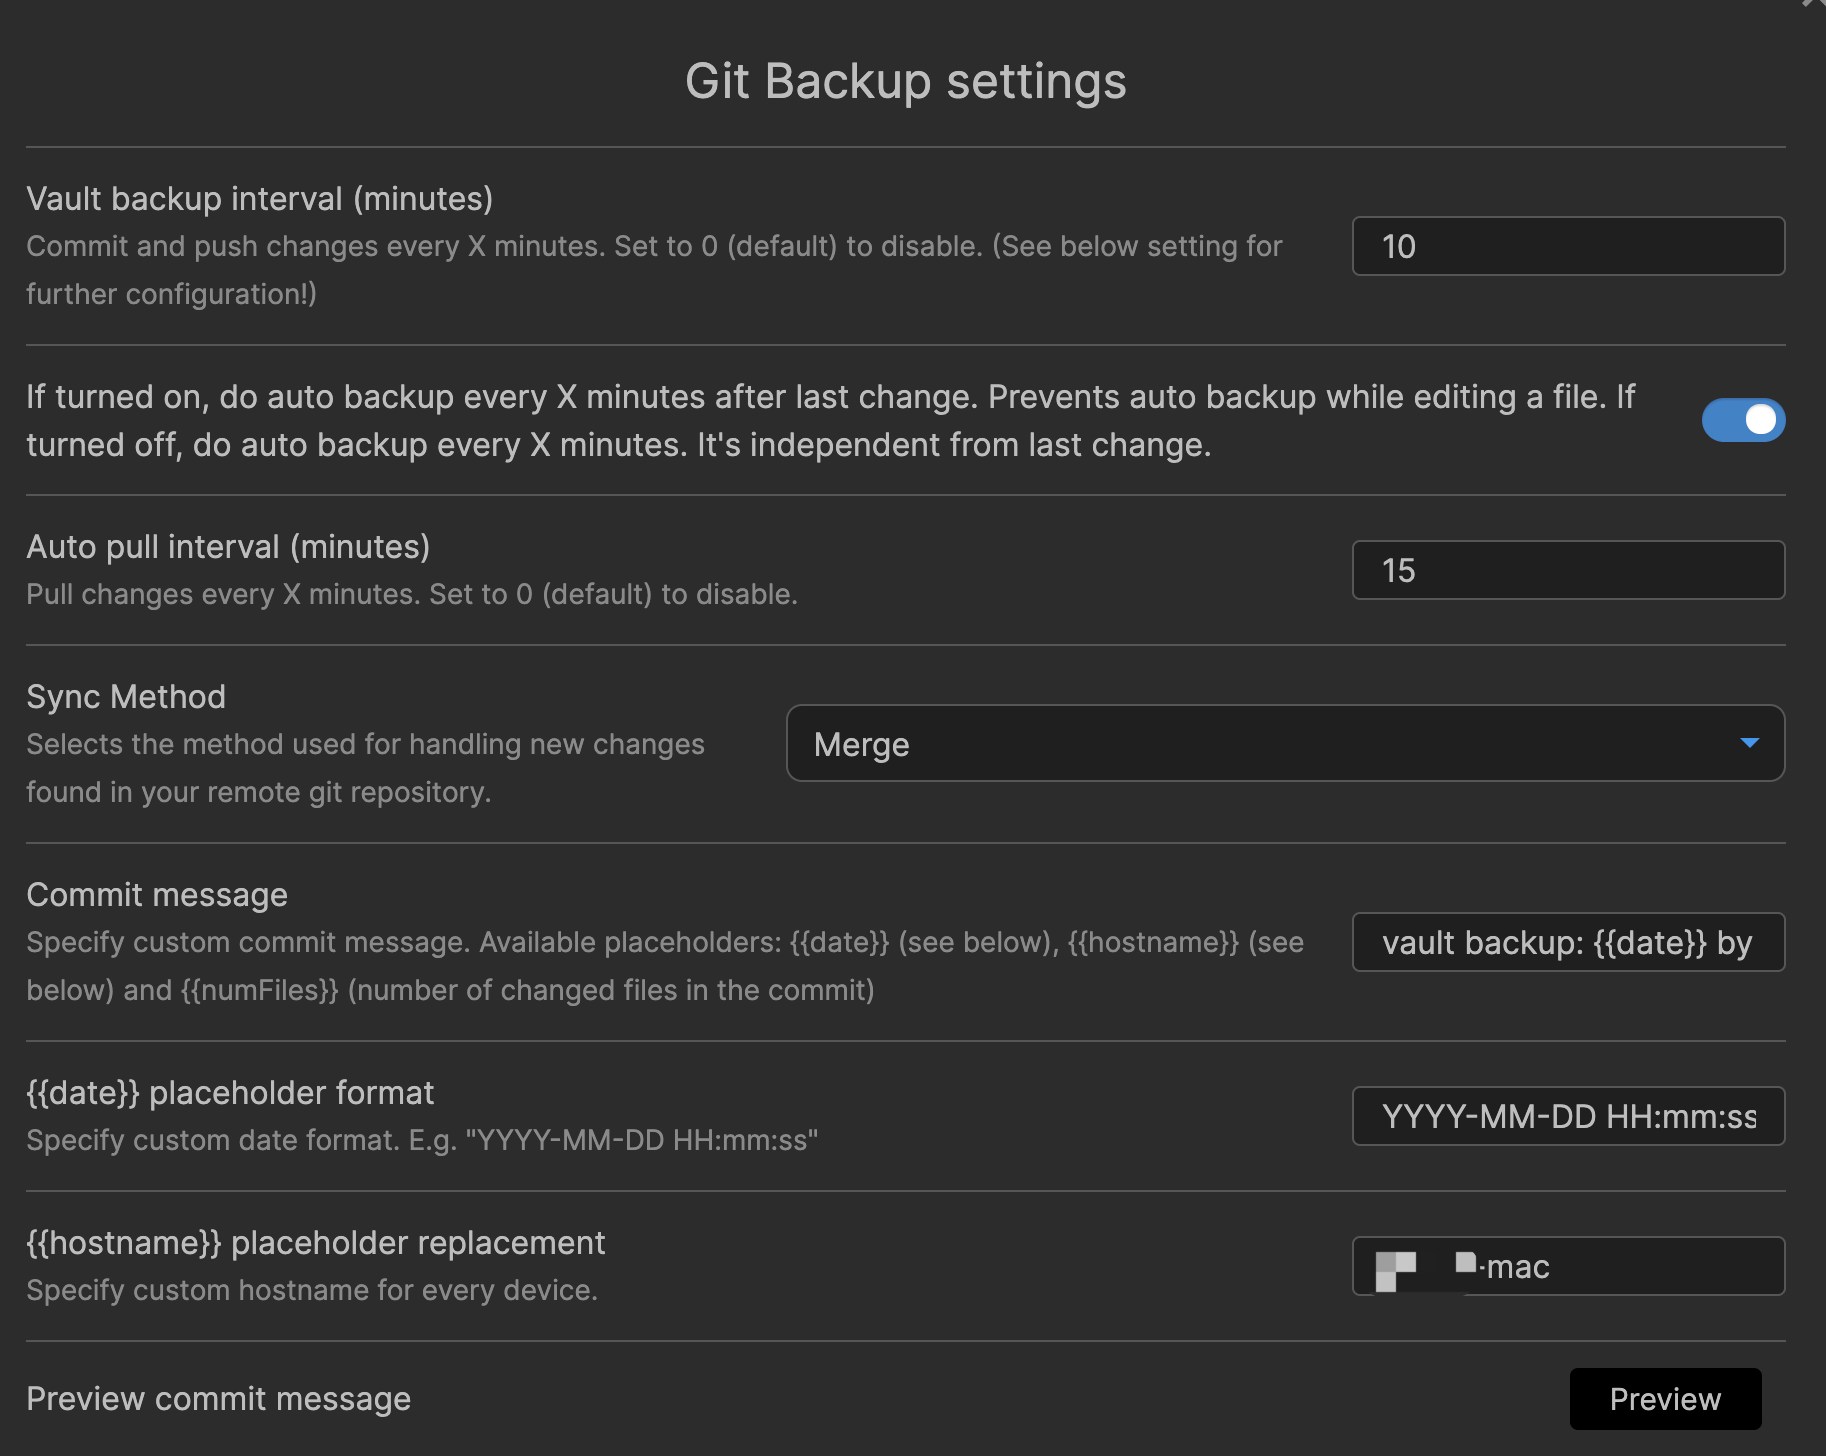 Git Backup settings
Vault backup interval (minutes)
Commit and push changes every X minutes. Set to 0 (default) to disable. (See below setting for
further configuration!)
10
If turned on, do auto backup every X minutes after last change. Prevents auto backup while editing a file. If
turned off, do auto backup every X minutes. It's independent from last change.
Auto pull interval (minutes)
Pull changes every X minutes. Set to 0 (default) to disable.
15
Sync Method
Selects the method used for handling new changes
found in your remote git repository.
Merge
Commit message
Specify custom commit message. Available placeholders: {{date}} (see below), {{hostname}} (see
below) and {{numFiles}} (number of changed files in the commit)
vault backup: {{date}} by
{{date}} placeholder format
Specify custom date format. E.g. "YYYY-MM-DD HH:mm:ss"
YYYY-MM-DD HH:mm:ss
{{hostname}} placeholder replacement
Specify custom hostname for every device.
-mac
Preview commit message
Preview